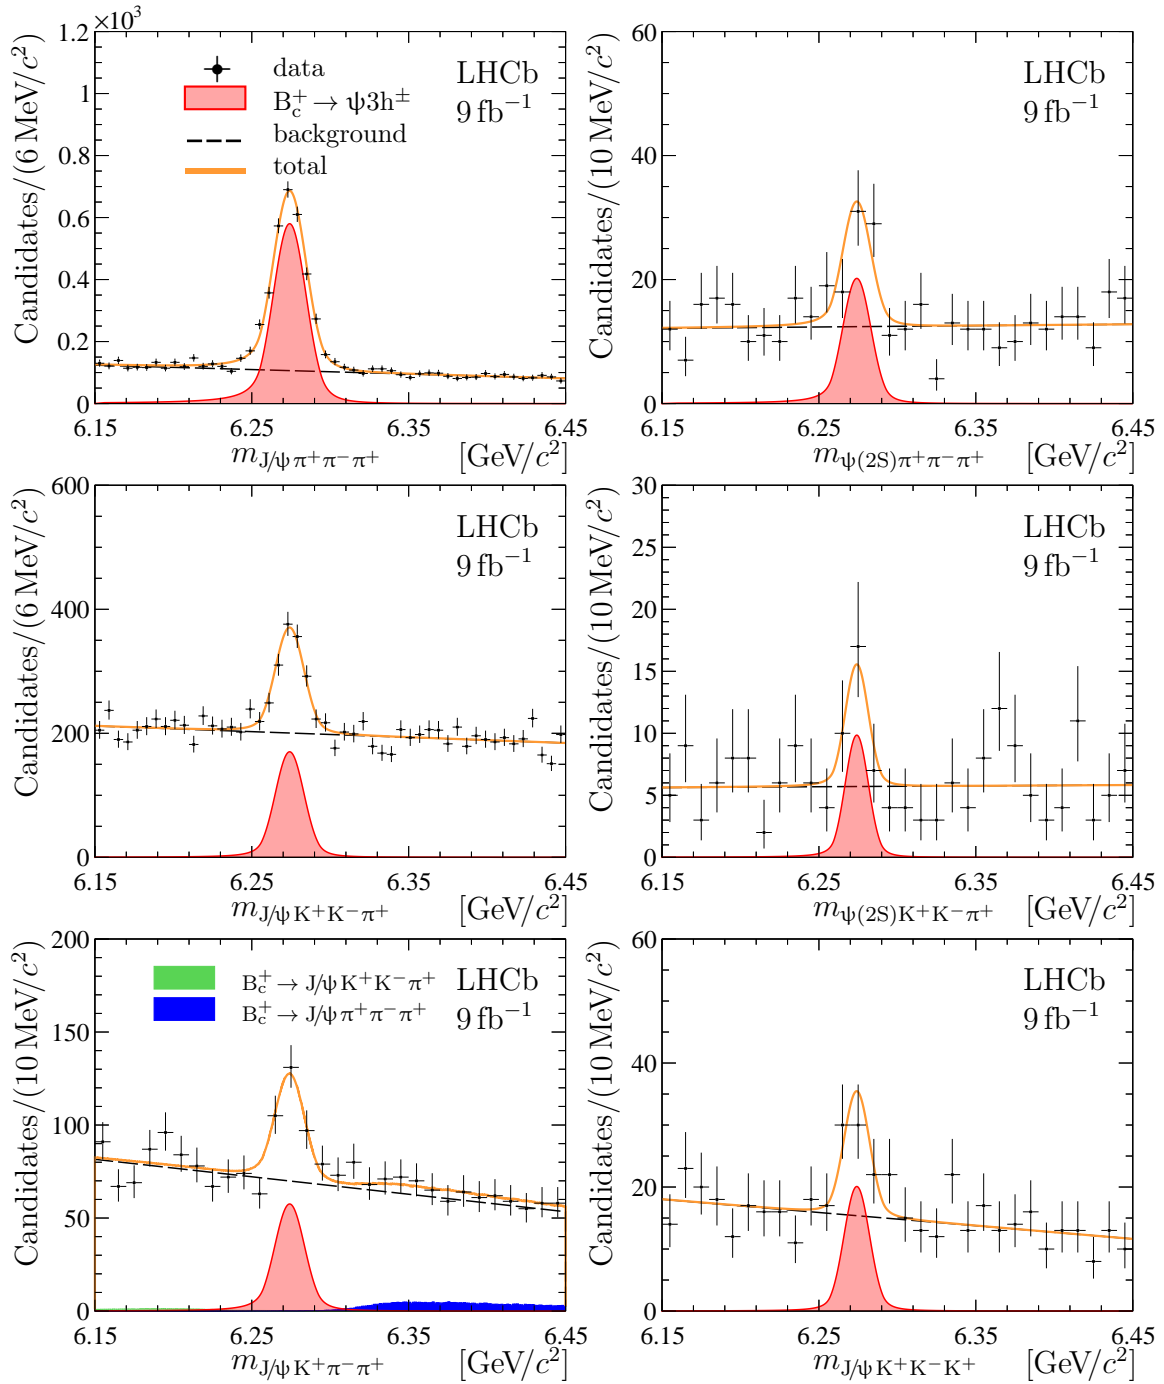 ×10³
Candidates/(6 MeV/c²)
1.2
1
0.8
0.6
0.4
0.2
0
data
B_c⁺ → ψ3h^±
background
total
LHCb
9 fb⁻¹
6.15 6.25 6.35 6.45
m_J/ψπ⁺π⁻π⁺ [GeV/c²]
Candidates/(10 MeV/c²)
60
40
20
0
LHCb
9 fb⁻¹
6.15 6.25 6.35 6.45
m_ψ(2S)π⁺π⁻π⁺ [GeV/c²]
Candidates/(6 MeV/c²)
600
400
200
0
LHCb
9 fb⁻¹
6.15 6.25 6.35 6.45
m_J/ψK⁺K⁻π⁺ [GeV/c²]
Candidates/(10 MeV/c²)
30
25
20
15
10
5
0
LHCb
9 fb⁻¹
6.15 6.25 6.35 6.45
m_ψ(2S)K⁺K⁻π⁺ [GeV/c²]
Candidates/(10 MeV/c²)
200
150
100
50
0
B_c⁺ → J/ψK⁺K⁻π⁺
B_c⁺ → J/ψπ⁺π⁻π⁺
LHCb
9 fb⁻¹
6.15 6.25 6.35 6.45
m_J/ψK⁺π⁻π⁺ [GeV/c²]
Candidates/(10 MeV/c²)
60
40
20
0
LHCb
9 fb⁻¹
6.15 6.25 6.35 6.45
m_J/ψK⁺K⁻K⁺ [GeV/c²]